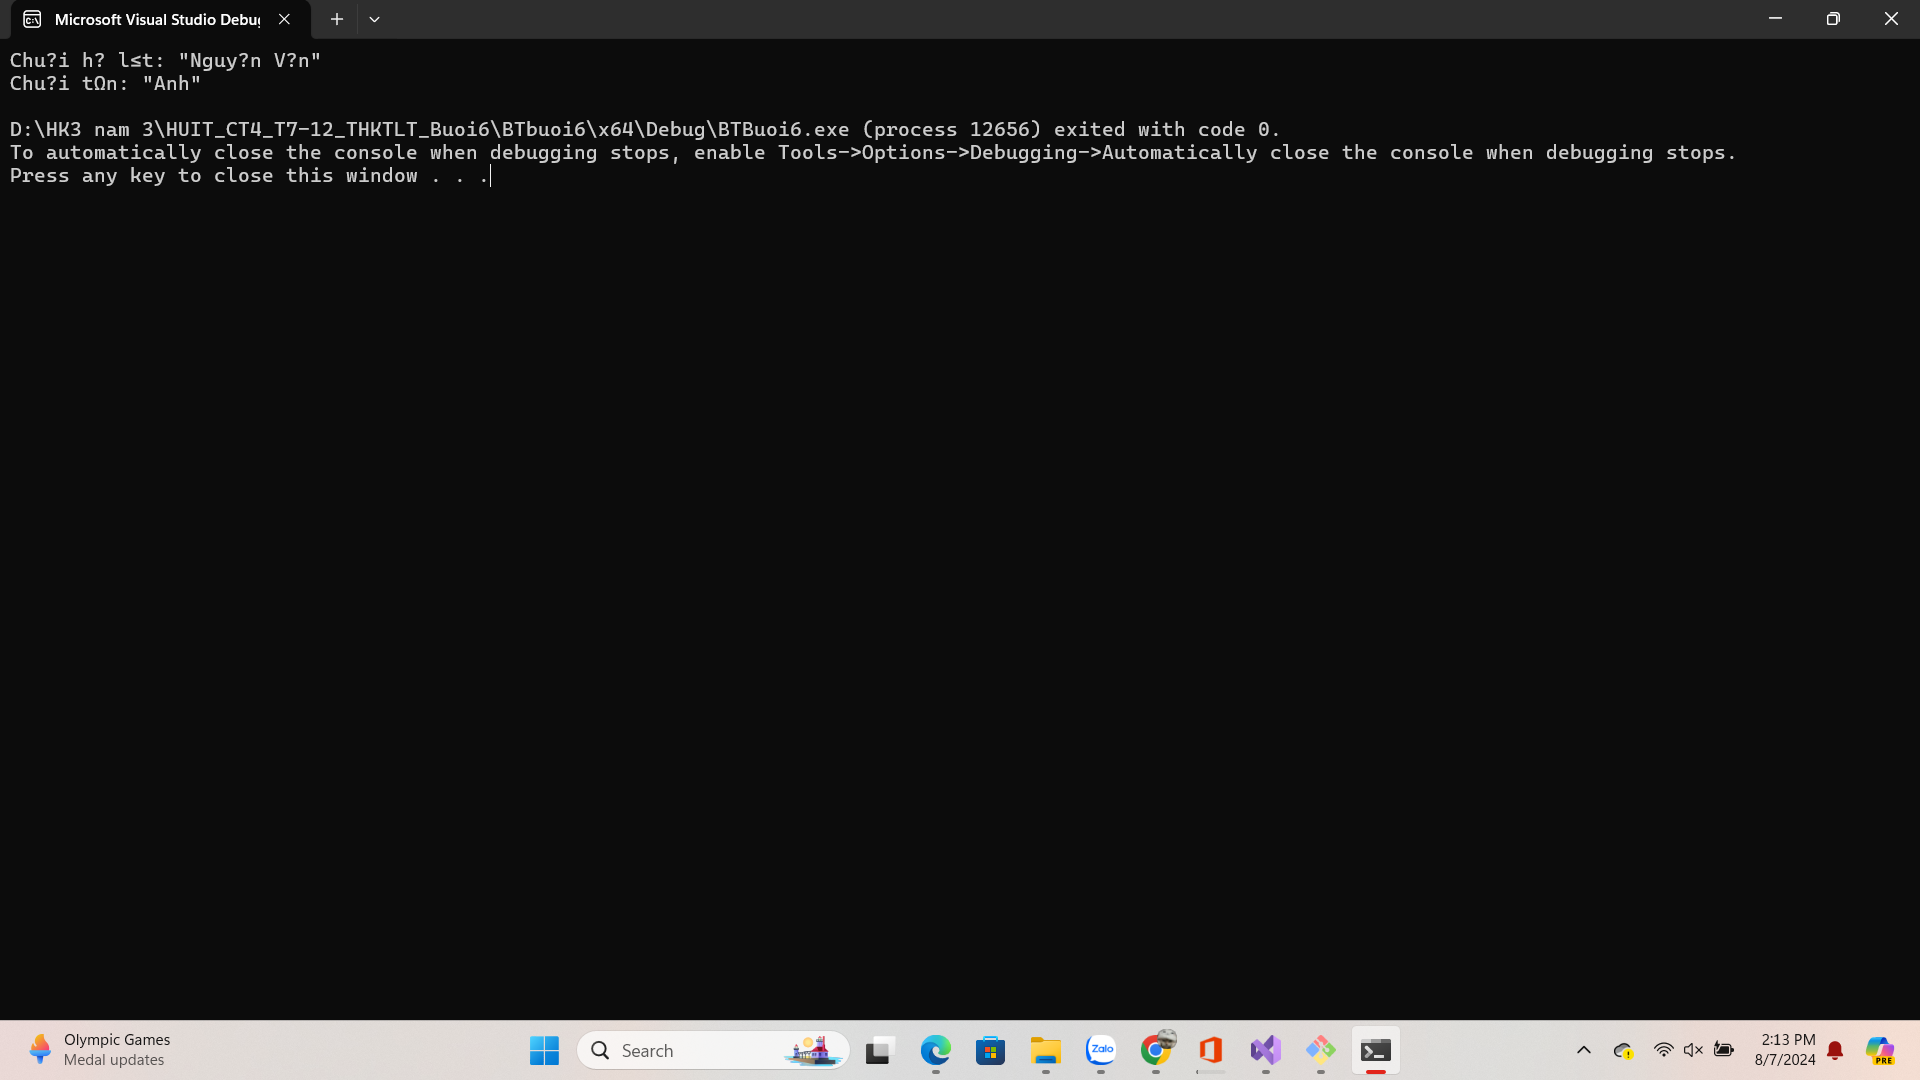 Microsoft Visual Studio Debug
Chu?i h? l≤t: "Nguy?n V?n"
Chu?i tΩn: "Anh"
D:\HK3 nam 3\HUIT_CT4_T7-12_THKTLT_Buoi6\BTbuoi6\x64\Debug\BTBuoi6.exe (process 12656) exited with code 0.
To automatically close the console when debugging stops, enable Tools->Options->Debugging->Automatically close the console when debugging stops.
Press any key to close this window . . .
Olympic Games
Medal updates
Search
Zalo
2:13 PM
8/7/2024
PRE